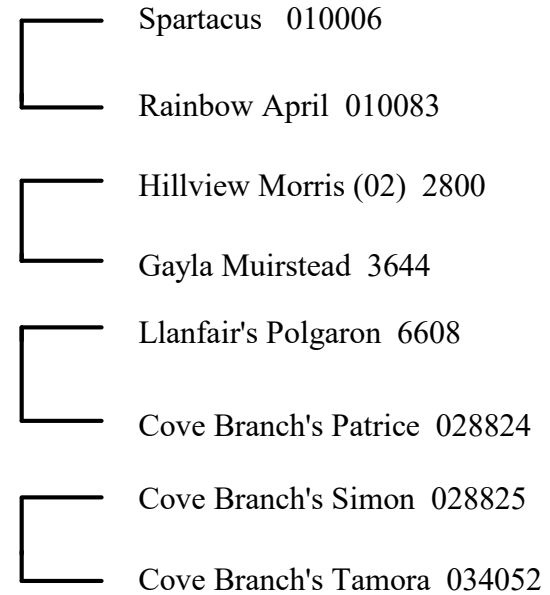 Spartacus 010006
Rainbow April 010083
Hillview Morris (02) 2800
Gayla Muirstead 3644
Llanfair's Polgaron 6608
Cove Branch's Patrice 028824
Cove Branch's Simon 028825
Cove Branch's Tamora 034052